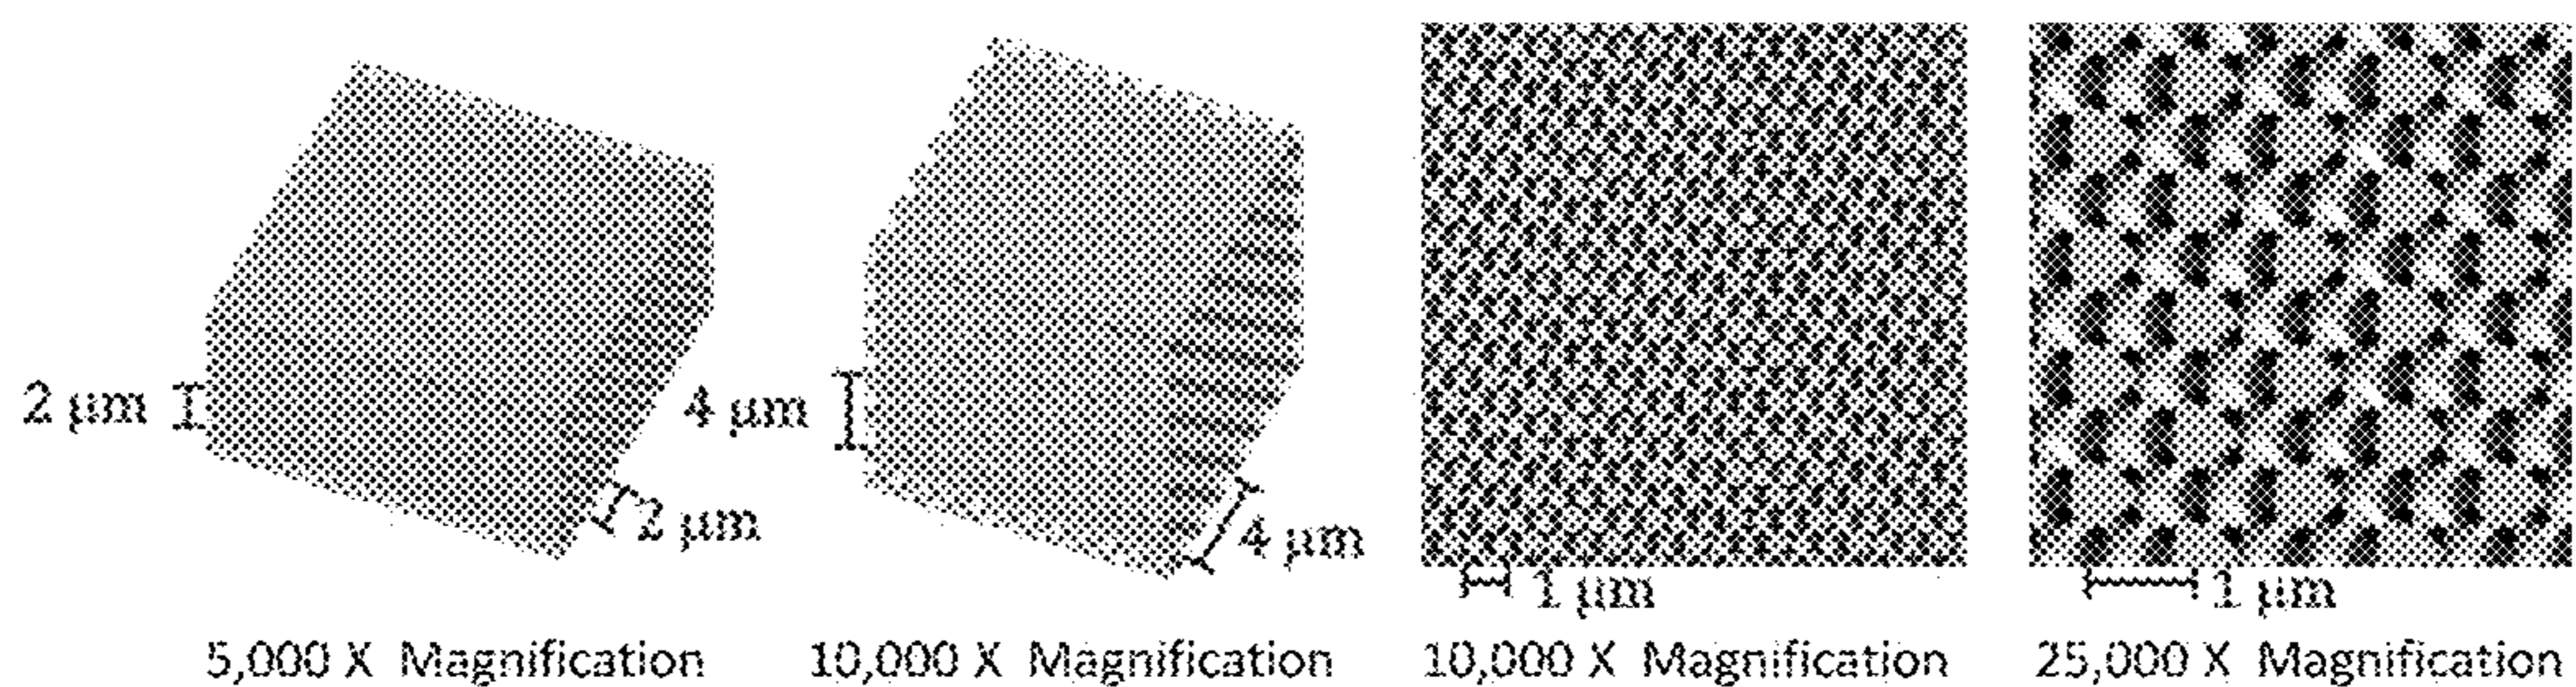 2 μm
2 μm
4 μm
4 μm
1 μm
1 μm
5,000 X Magnification
10,000 X Magnification
10,000 X Magnification
25,000 X Magnification